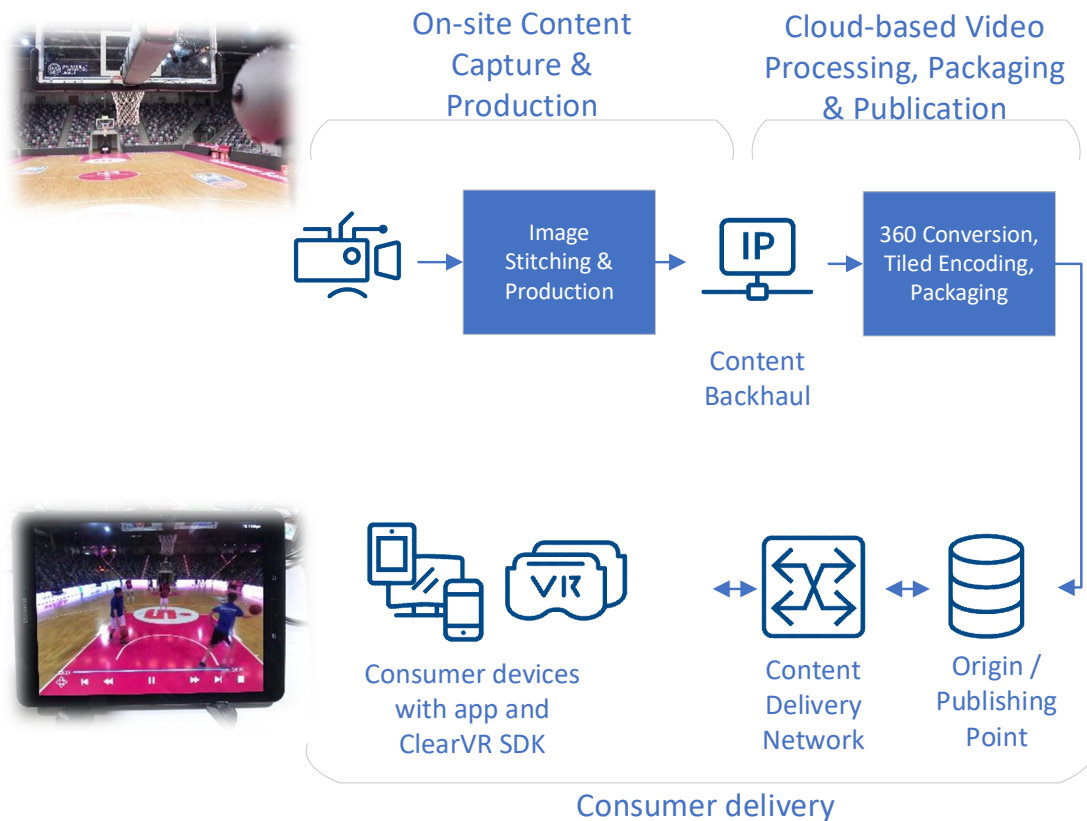 On-site Content
Capture &
Production
Cloud-based Video
Processing, Packaging
& Publication
Image
Stitching &
Production
IP
360 Conversion,
Tiled Encoding,
Packaging
Content
Backhaul
VR
Consumer devices
with app and
ClearVR SDK
Content
Delivery
Network
Origin /
Publishing
Point
Consumer delivery